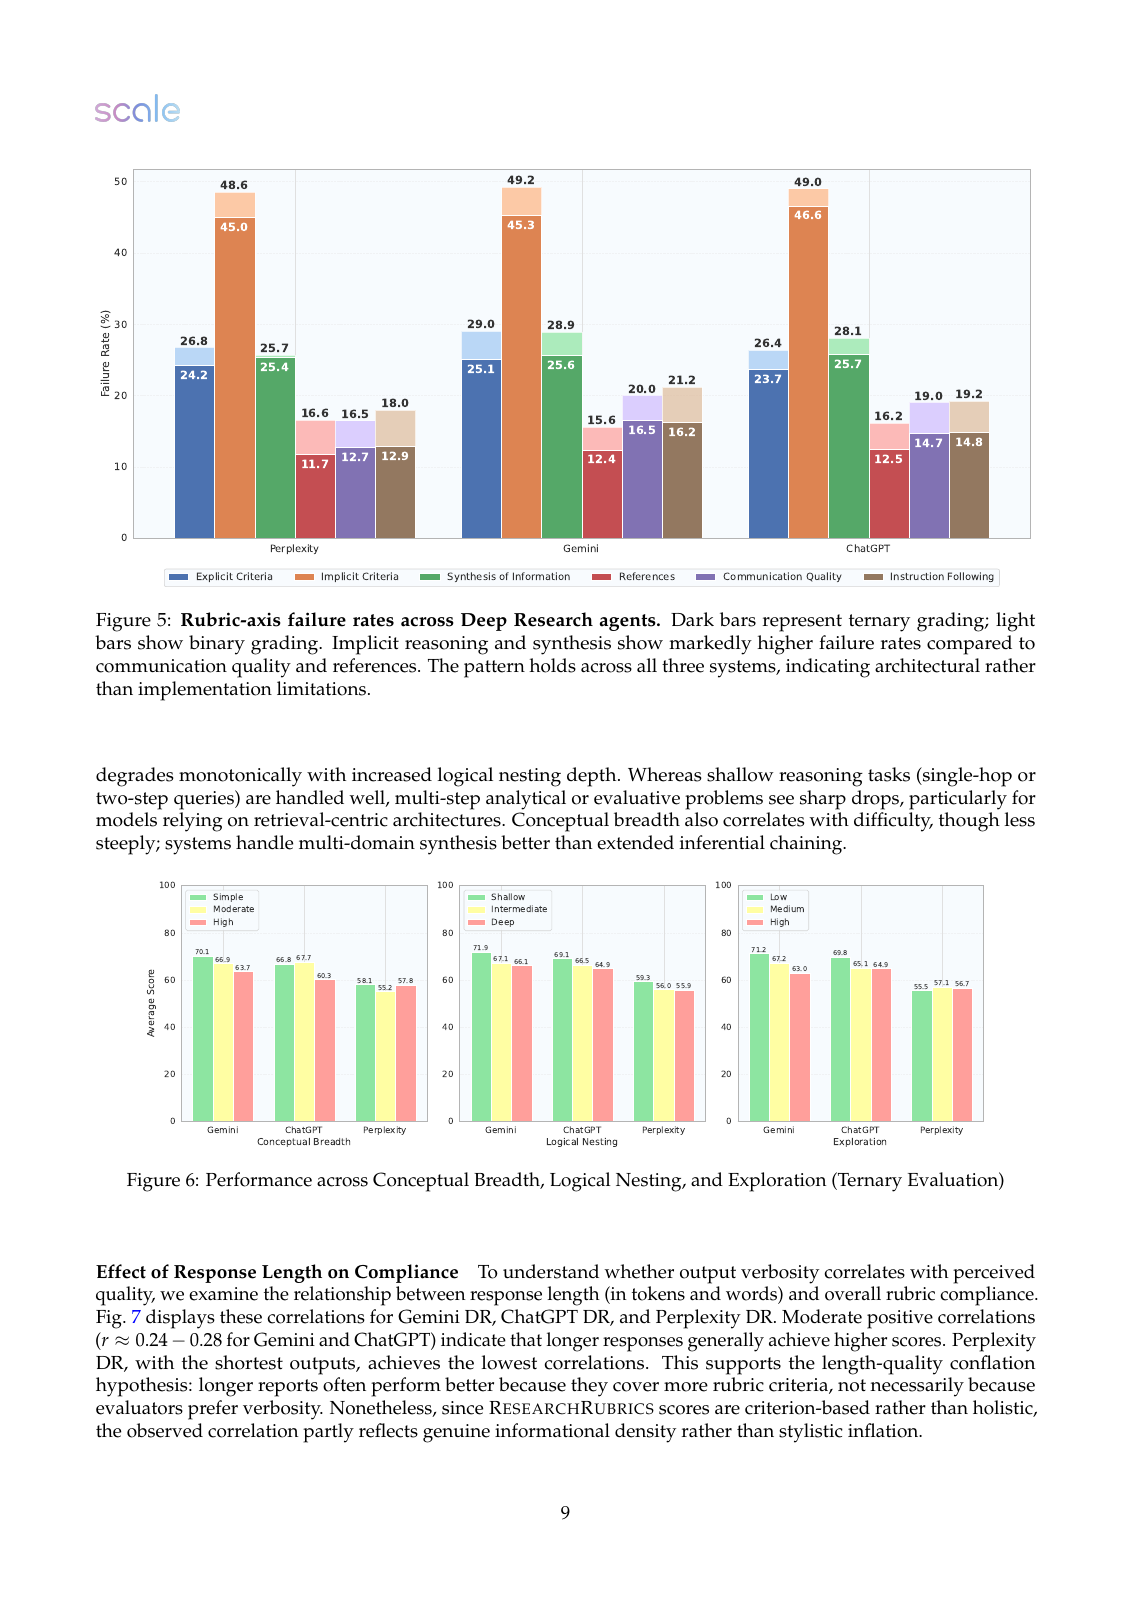 scale
50
40
30
20
10
0
Failure Rate (%)
26.8
24.2
48.6
45.0
25.7
25.4
16.6
11.7
16.5
12.7
18.0
12.9
29.0
25.1
49.2
45.3
28.9
25.6
15.6
12.4
20.0
16.5
21.2
16.2
26.4
23.7
49.0
46.6
28.1
25.7
16.2
12.5
19.0
14.7
19.2
14.8
Perplexity Gemini ChatGPT
Explicit Criteria Implicit Criteria Synthesis of Information References Communication Quality Instruction Following
Figure 5: Rubric-axis failure rates across Deep Research agents. Dark bars represent ternary grading; light
bars show binary grading. Implicit reasoning and synthesis show markedly higher failure rates compared to
communication quality and references. The pattern holds across all three systems, indicating architectural rather
than implementation limitations.
degrades monotonically with increased logical nesting depth. Whereas shallow reasoning tasks (single-hop or
two-step queries) are handled well, multi-step analytical or evaluative problems see sharp drops, particularly for
models relying on retrieval-centric architectures. Conceptual breadth also correlates with difficulty, though less
steeply; systems handle multi-domain synthesis better than extended inferential chaining.
100
80
60
40
20
0
Average Score
Simple
Moderate
High
70.1 66.9 63.7
66.8 67.7 60.3
58.1 55.2 57.8
Gemini ChatGPT Perplexity
Conceptual Breadth
100
80
60
40
20
0
Shallow
Intermediate
Deep
71.9 67.1 66.1
69.1 66.5 64.9
59.3 56.0 55.9
Gemini ChatGPT Perplexity
Logical Nesting
100
80
60
40
20
0
Low
Medium
High
71.2 67.2 63.0
69.8 65.1 64.9
55.5 57.1 56.7
Gemini ChatGPT Perplexity
Exploration
Figure 6: Performance across Conceptual Breadth, Logical Nesting, and Exploration (Ternary Evaluation)
Effect of Response Length on Compliance To understand whether output verbosity correlates with perceived
quality, we examine the relationship between response length (in tokens and words) and overall rubric compliance.
Fig. 7 displays these correlations for Gemini DR, ChatGPT DR, and Perplexity DR. Moderate positive correlations
(r ≈ 0.24 − 0.28 for Gemini and ChatGPT) indicate that longer responses generally achieve higher scores. Perplexity
DR, with the shortest outputs, achieves the lowest correlations. This supports the length-quality conflation
hypothesis: longer reports often perform better because they cover more rubric criteria, not necessarily because
evaluators prefer verbosity. Nonetheless, since RESEARCHRUBRICS scores are criterion-based rather than holistic,
the observed correlation partly reflects genuine informational density rather than stylistic inflation.
9